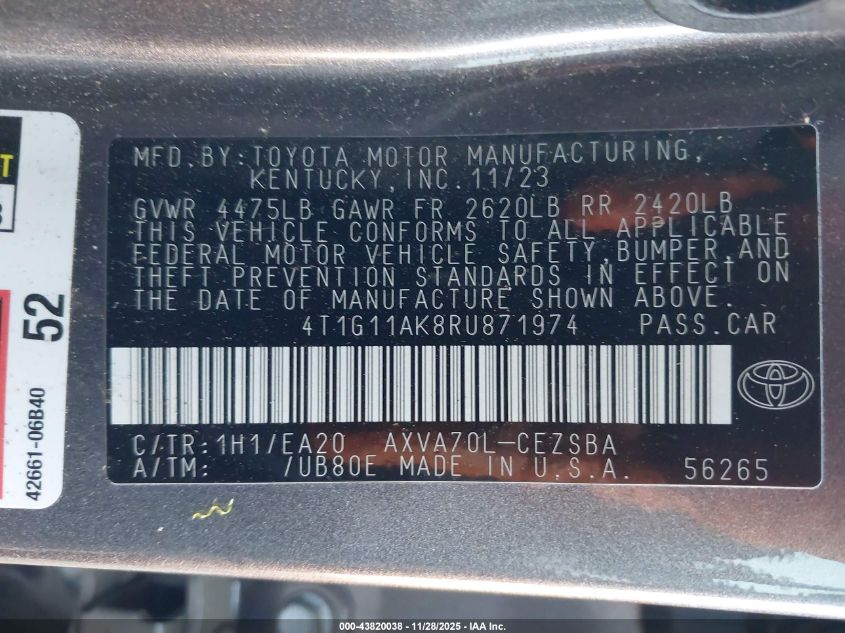 MFD. BY: TOYOTA MOTOR MANUFACTURING,
KENTUCKY, INC. 11/23
GVWR 4475LB GAWR FR 2620LB RR 2420LB
THIS VEHICLE CONFORMS TO ALL APPLICABLE
FEDERAL MOTOR VEHICLE SAFETY, BUMPER, AND
THEFT PREVENTION STANDARDS IN EFFECT ON
THE DATE OF MANUFACTURE SHOWN ABOVE.
4T1G11AK8RU871974 PASS. CAR
C/TR: 1H1/EA20 AXVA70L-CEZSBA
A/TM: /UB80E MADE IN U.S.A. 56265
52
42661-06B40
000-43820038 - 11/28/2025 - IAA Inc.